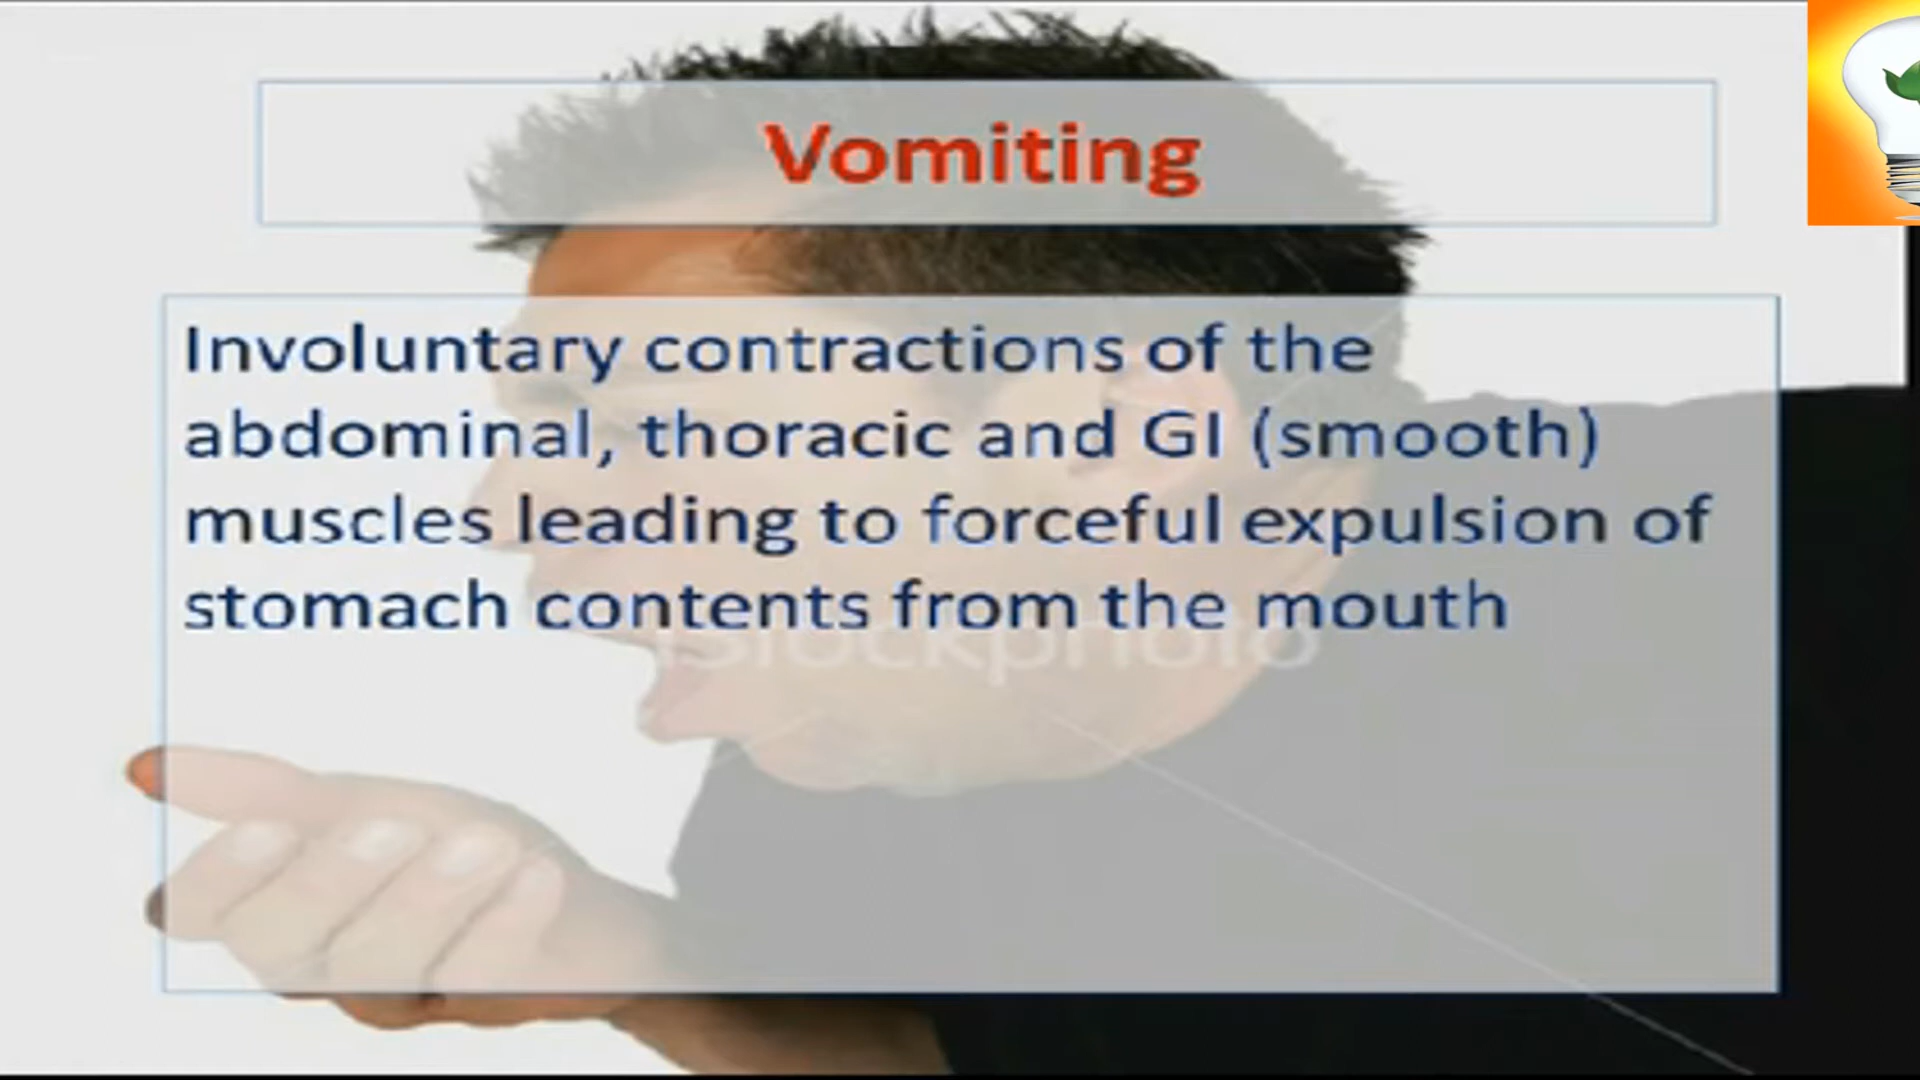 Vomiting
Involuntary contractions of the
abdominal, thoracic and GI (smooth)
muscles leading to forceful expulsion of
stomach contents from the mouth
iStockphoto